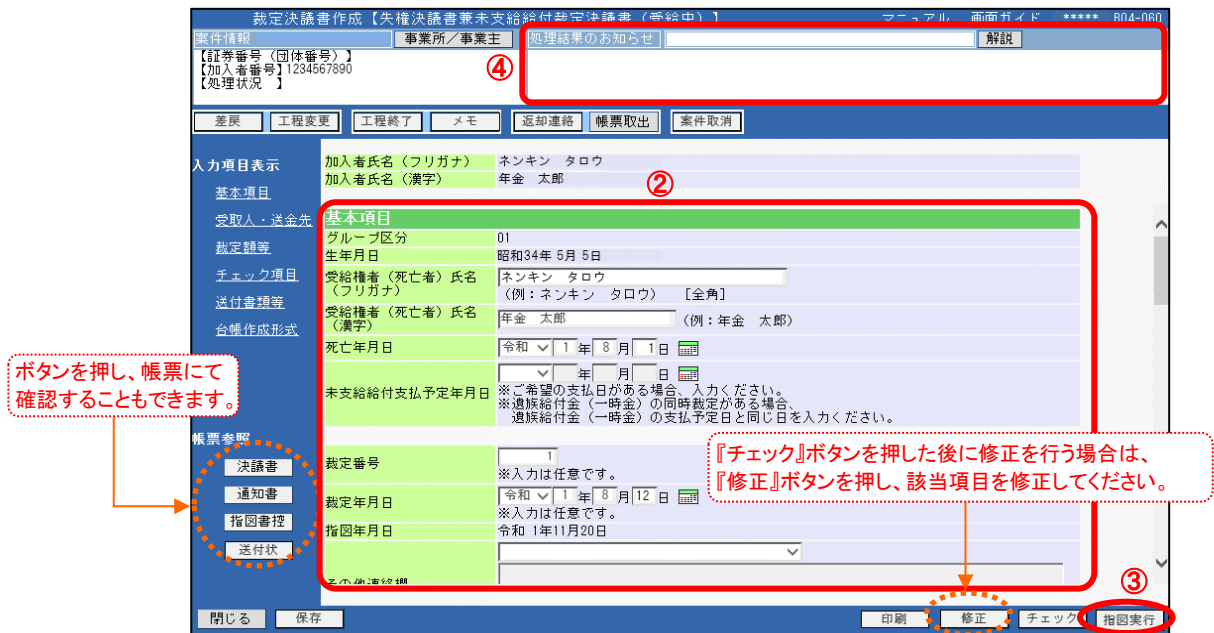 裁定決議書作成【失権決議書兼未支給給付裁定決議書（受給中）】 マニュアル 画面ガイド ***** B04-060
案件情報 事業所／事業主 処理結果のお知らせ 解説
【証券番号（団体番号）】
【加入者番号】1234567890
【処理状況　】
④
差戻 工程変更 工程終了 メモ 返却連絡 帳票取出 案件取消
入力項目表示
基本項目
受取人・送金先
裁定額等
チェック項目
送付書類等
台帳作成形式
加入者氏名（フリガナ） ネンキン　タロウ
加入者氏名（漢字） 年金　太郎
②
基本項目
グループ区分 01
生年月日 昭和34年 5月 5日
受給権者（死亡者）氏名（フリガナ） ネンキン　タロウ
（例：ネンキン　タロウ）　［全角］
受給権者（死亡者）氏名（漢字） 年金　太郎 （例：年金　太郎）
死亡年月日 令和 1 年 8 月 1 日
未支給給付支払予定年月日 年 月 日
※ご希望の支払日がある場合、入力ください。
※遺族給付金（一時金）の同時裁定がある場合、
遺族給付金（一時金）の支払予定日と同じ日を入力ください。
裁定番号 1
※入力は任意です。
裁定年月日 令和 1 年 8 月 12 日
※入力は任意です。
指図年月日 令和 1年11月20日
その他連絡欄
ボタンを押し、帳票にて
確認することもできます。
帳票参照
決議書
通知書
指図書控
送付状
『チェック』ボタンを押した後に修正を行う場合は、
『修正』ボタンを押し、該当項目を修正してください。
③
閉じる 保存 印刷 修正 チェック 指図実行